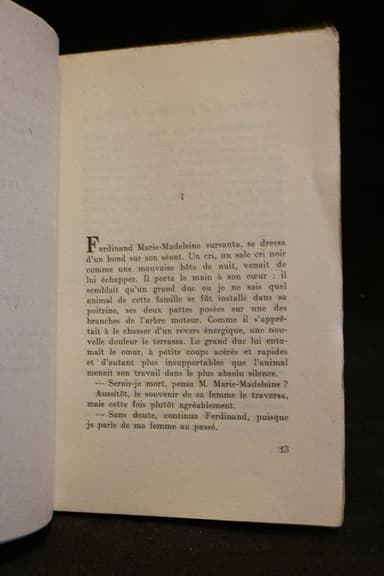 I
Ferdinand Marie-Madeleine sursauta, se dressa
d'un bond sur son séant. Un cri, un sale cri noir
comme une mauvaise bête de nuit, venait de
lui échapper. Il porta la main à son cœur : il
semblait qu'un grand duc ou je ne sais quel
animal de cette famille se fût installé dans sa
poitrine, ses deux pattes posées sur une des
branches de l'arbre moteur. Comme il s'apprê-
tait à le chasser d'un revers énergique, une nou-
velle douleur le terrassa. Le grand duc lui enta-
mait le cœur, à petits coups acérés et rapides
et d'autant plus insupportables que l'animal
menait son travail dans le plus absolu silence.
— Serais-je mort, pensa M. Marie-Madeleine ?
Aussitôt, le souvenir de sa femme le traversa,
mais cette fois plutôt agréablement.
— Sans doute, continua Ferdinand, puisque
je parle de ma femme au passé.
13